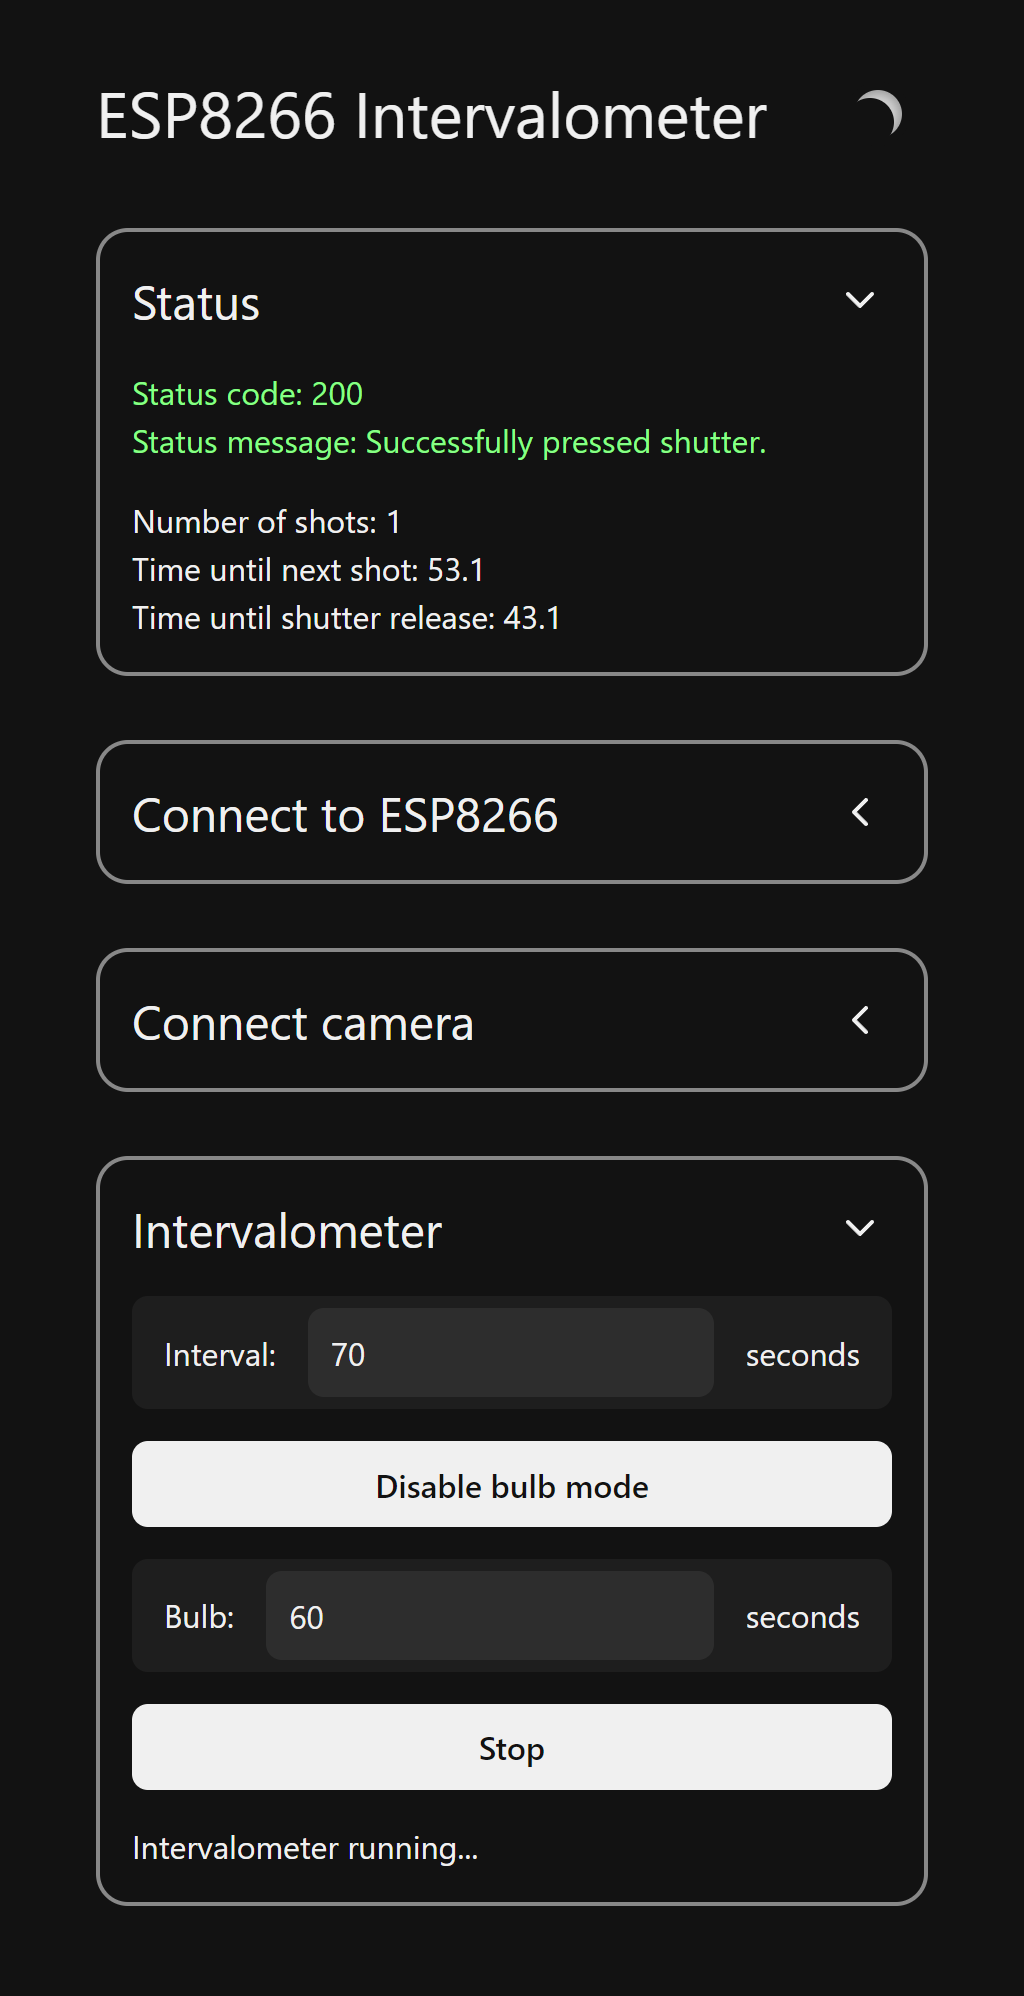 ESP8266 Intervalometer
Status
Status code: 200
Status message: Successfully pressed shutter.
Number of shots: 1
Time until next shot: 53.1
Time until shutter release: 43.1
Connect to ESP8266
Connect camera
Intervalometer
Interval: 70 seconds
Disable bulb mode
Bulb: 60 seconds
Stop
Intervalometer running...